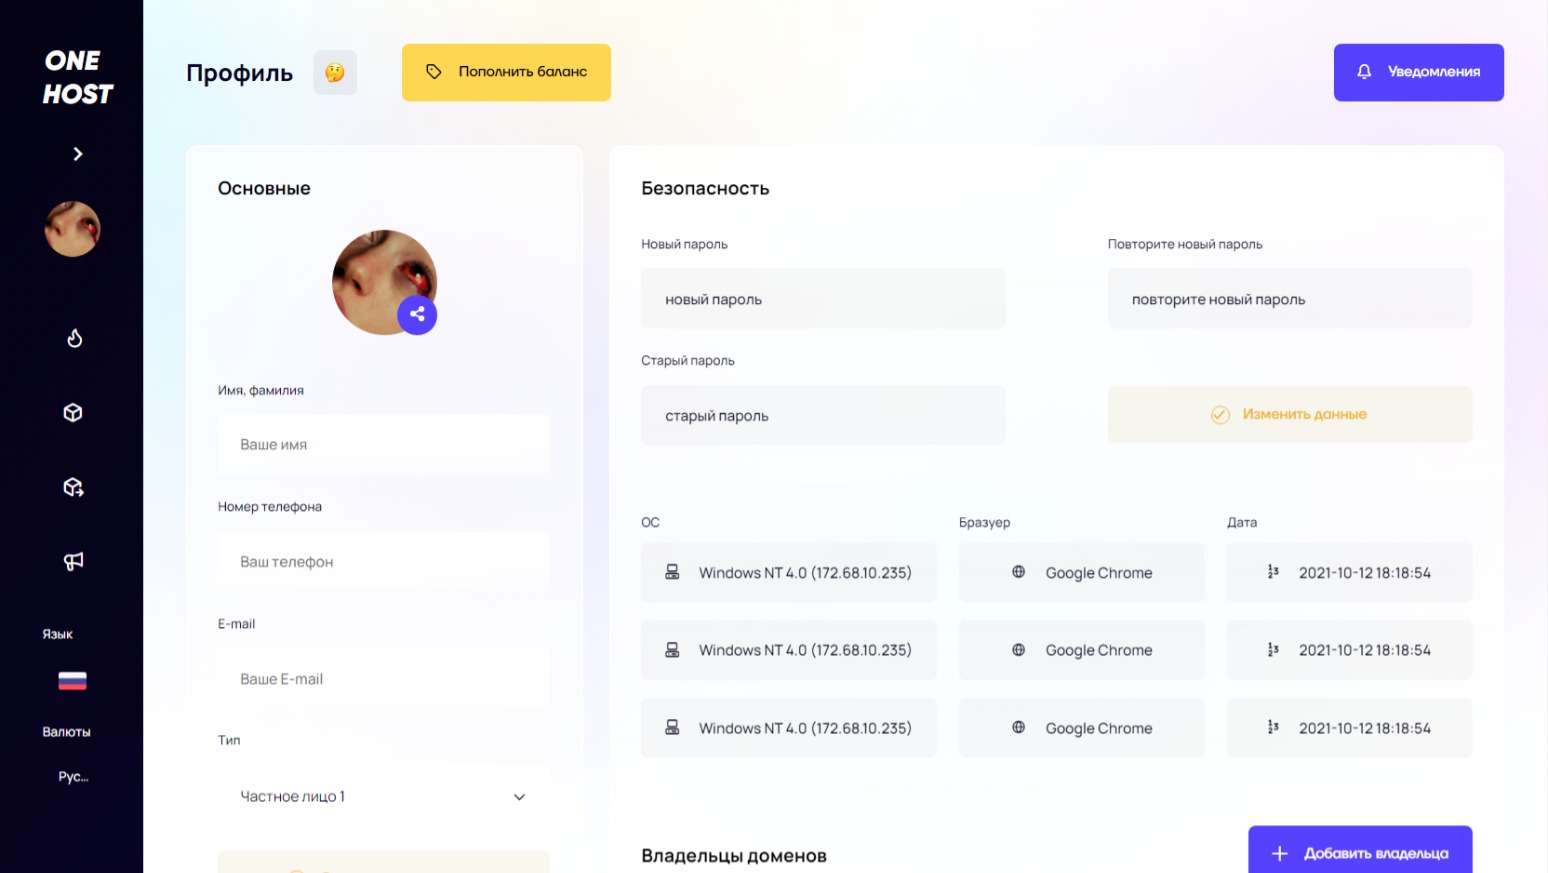 ONE
HOST
Профиль
Пополнить баланс
Уведомления
Основные
Имя, фамилия
Ваше имя
Номер телефона
Ваш телефон
E-mail
Ваше E-mail
Тип
Частное лицо 1
Безопасность
Новый пароль
новый пароль
Повторите новый пароль
повторите новый пароль
Старый пароль
старый пароль
Изменить данные
ОС
Бразуер
Дата
Windows NT 4.0 (172.68.10.235)
Google Chrome
2021-10-12 18:18:54
Windows NT 4.0 (172.68.10.235)
Google Chrome
2021-10-12 18:18:54
Windows NT 4.0 (172.68.10.235)
Google Chrome
2021-10-12 18:18:54
Владельцы доменов
Добавить владельца
Язык
Валюты
Рус...